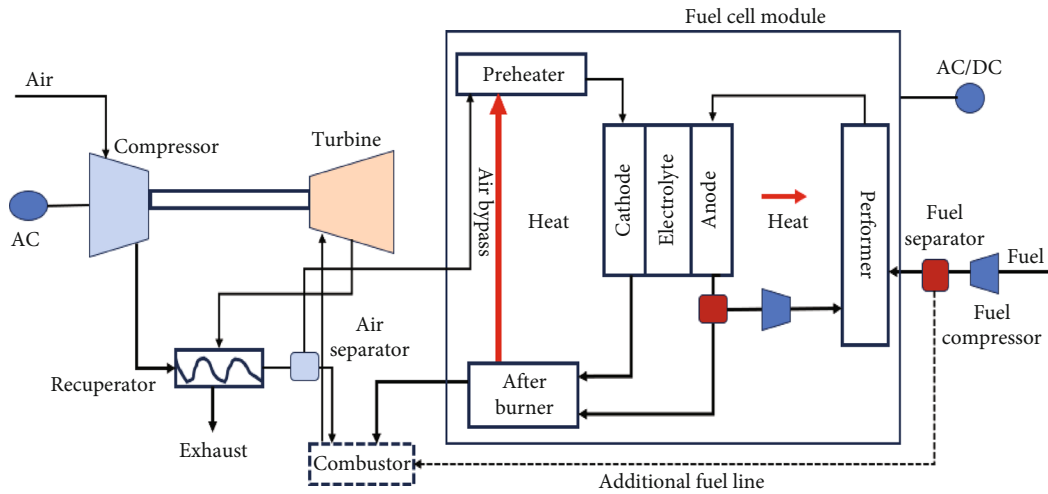 Fuel cell module
Air
Preheater
AC/DC
Compressor
Turbine
Air bypass
Heat
Cathode
Electrolyte
Anode
Heat
Performer
Fuel
separator
Fuel
AC
Fuel
compressor
Air
separator
Recuperator
After
burner
Exhaust
Combustor
Additional fuel line